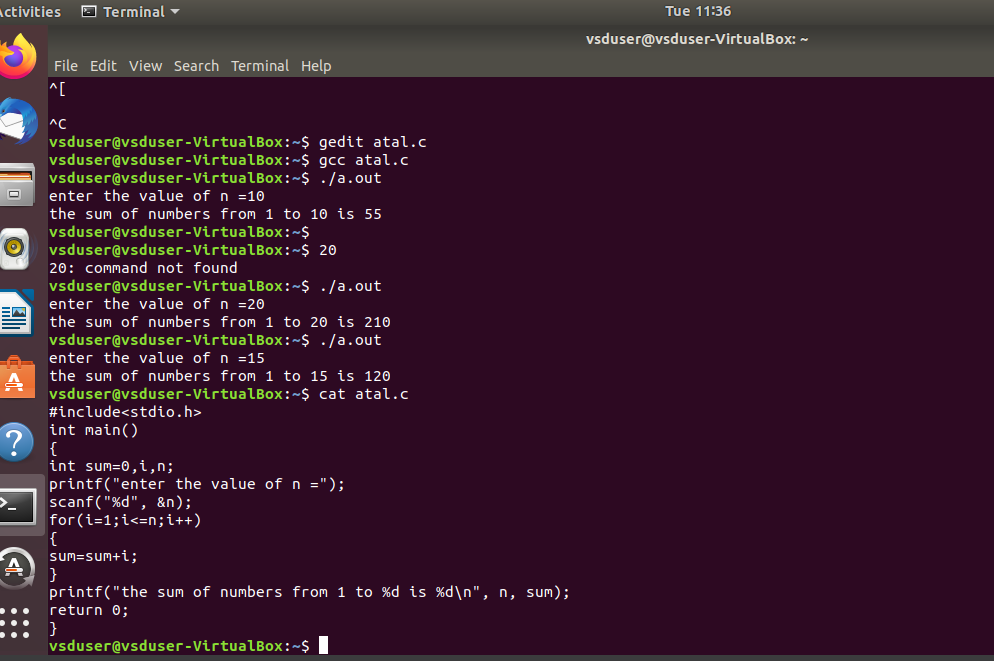 Activities Terminal Tue 11:36
vsduser@vsduser-VirtualBox: ~
File Edit View Search Terminal Help
^[
^C
vsduser@vsduser-VirtualBox:~$ gedit atal.c
vsduser@vsduser-VirtualBox:~$ gcc atal.c
vsduser@vsduser-VirtualBox:~$ ./a.out
enter the value of n =10
the sum of numbers from 1 to 10 is 55
vsduser@vsduser-VirtualBox:~$
vsduser@vsduser-VirtualBox:~$ 20
20: command not found
vsduser@vsduser-VirtualBox:~$ ./a.out
enter the value of n =20
the sum of numbers from 1 to 20 is 210
vsduser@vsduser-VirtualBox:~$ ./a.out
enter the value of n =15
the sum of numbers from 1 to 15 is 120
vsduser@vsduser-VirtualBox:~$ cat atal.c
#include<stdio.h>
int main()
{
int sum=0,i,n;
printf("enter the value of n =");
scanf("%d", &n);
for(i=1;i<=n;i++)
{
sum=sum+i;
}
printf("the sum of numbers from 1 to %d is %d\n", n, sum);
return 0;
}
vsduser@vsduser-VirtualBox:~$